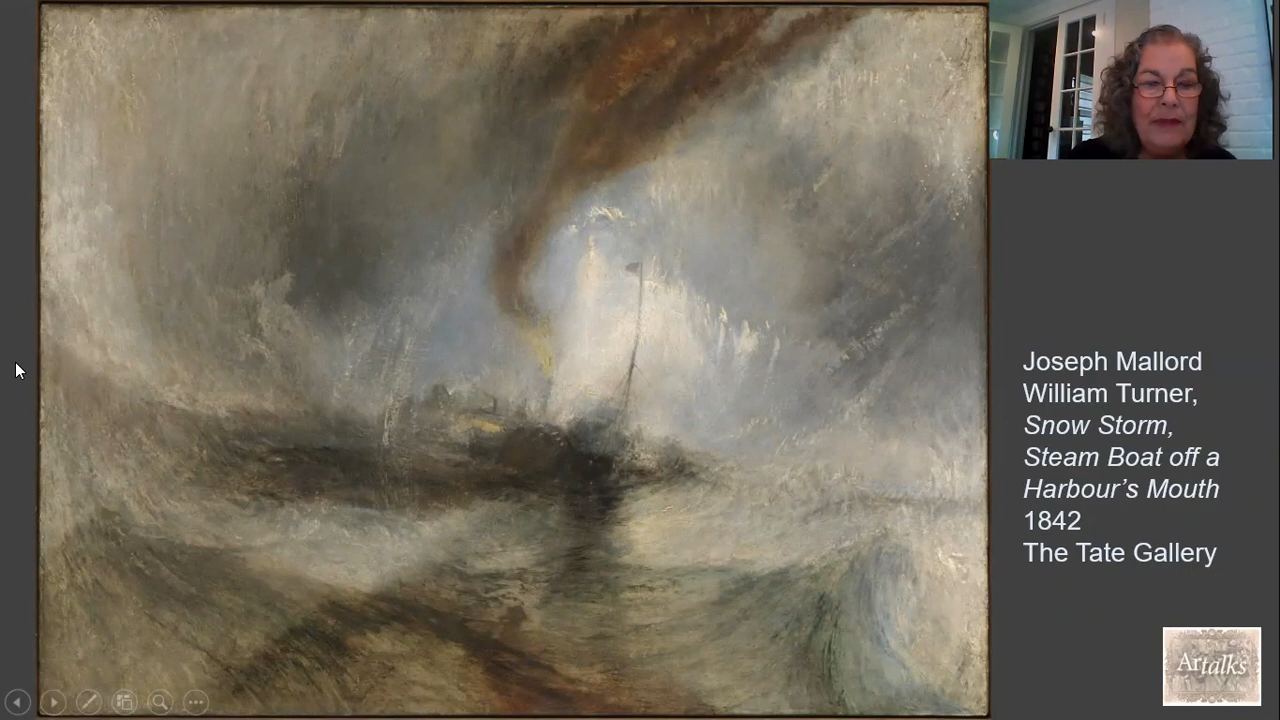 Joseph Mallord
William Turner,
Snow Storm,
Steam Boat off a
Harbour’s Mouth
1842
The Tate Gallery
Artalks